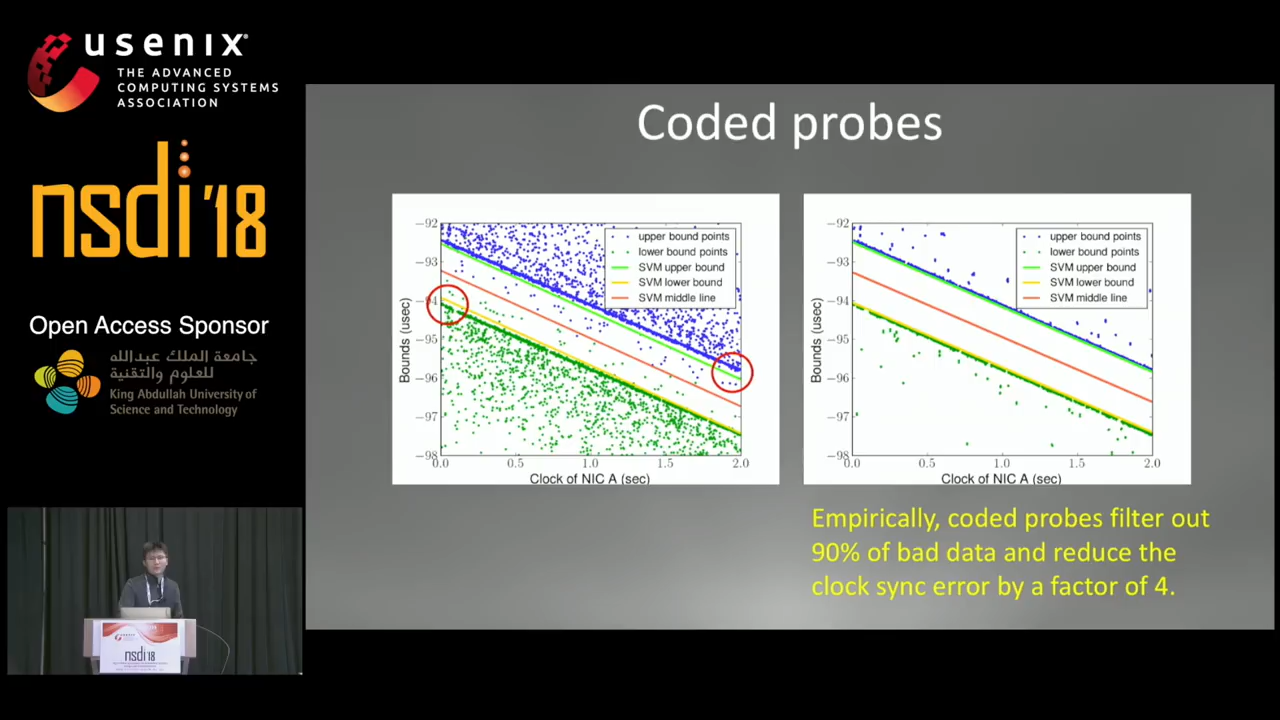 usenix
THE ADVANCED
COMPUTING SYSTEMS
ASSOCIATION
nsdi '18
Open Access Sponsor
جامعة الملك عبدالله
للعلوم والتقنية
King Abdullah University of
Science and Technology
Coded probes
−92
−93
−94
−95
−96
−97
−98
Bounds (usec)
upper bound points
lower bound points
SVM upper bound
SVM lower bound
SVM middle line
0.0
0.5
1.0
1.5
2.0
Clock of NIC A (sec)
−92
−93
−94
−95
−96
−97
−98
Bounds (usec)
upper bound points
lower bound points
SVM upper bound
SVM lower bound
SVM middle line
0.0
0.5
1.0
1.5
2.0
Clock of NIC A (sec)
Empirically, coded probes filter out
90% of bad data and reduce the
clock sync error by a factor of 4.
usenix
nsdi '18